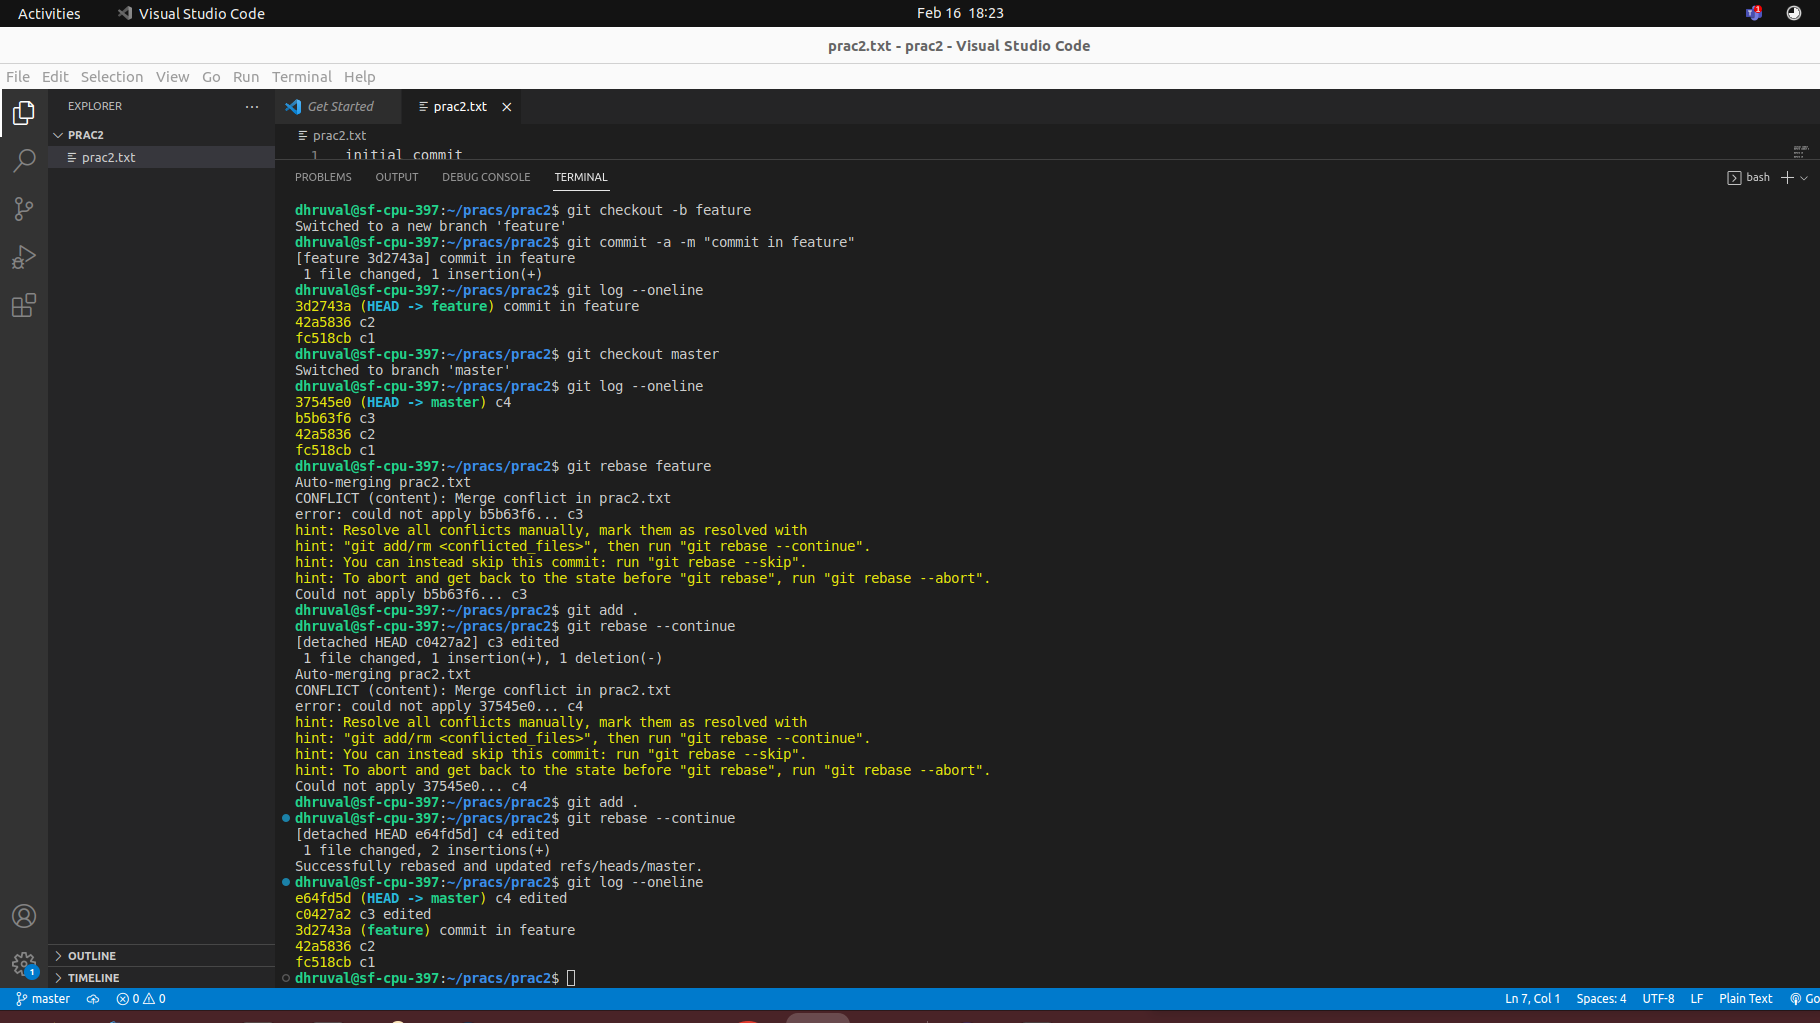 Activities
Visual Studio Code
Feb 16 18:23
1
prac2.txt - prac2 - Visual Studio Code
File Edit Selection View Go Run Terminal Help
EXPLORER
...
PRAC2
prac2.txt
OUTLINE
TIMELINE
1
Get Started
prac2.txt
prac2.txt
1 initial commit
PROBLEMS OUTPUT DEBUG CONSOLE TERMINAL
bash
dhruval@sf-cpu-397:~/pracs/prac2$ git checkout -b feature
Switched to a new branch 'feature'
dhruval@sf-cpu-397:~/pracs/prac2$ git commit -a -m "commit in feature"
[feature 3d2743a] commit in feature
1 file changed, 1 insertion(+)
dhruval@sf-cpu-397:~/pracs/prac2$ git log --oneline
3d2743a (HEAD -> feature) commit in feature
42a5836 c2
fc518cb c1
dhruval@sf-cpu-397:~/pracs/prac2$ git checkout master
Switched to branch 'master'
dhruval@sf-cpu-397:~/pracs/prac2$ git log --oneline
37545e0 (HEAD -> master) c4
b5b63f6 c3
42a5836 c2
fc518cb c1
dhruval@sf-cpu-397:~/pracs/prac2$ git rebase feature
Auto-merging prac2.txt
CONFLICT (content): Merge conflict in prac2.txt
error: could not apply b5b63f6... c3
hint: Resolve all conflicts manually, mark them as resolved with
hint: "git add/rm <conflicted_files>", then run "git rebase --continue".
hint: You can instead skip this commit: run "git rebase --skip".
hint: To abort and get back to the state before "git rebase", run "git rebase --abort".
Could not apply b5b63f6... c3
dhruval@sf-cpu-397:~/pracs/prac2$ git add .
dhruval@sf-cpu-397:~/pracs/prac2$ git rebase --continue
[detached HEAD c0427a2] c3 edited
1 file changed, 1 insertion(+), 1 deletion(-)
Auto-merging prac2.txt
CONFLICT (content): Merge conflict in prac2.txt
error: could not apply 37545e0... c4
hint: Resolve all conflicts manually, mark them as resolved with
hint: "git add/rm <conflicted_files>", then run "git rebase --continue".
hint: You can instead skip this commit: run "git rebase --skip".
hint: To abort and get back to the state before "git rebase", run "git rebase --abort".
Could not apply 37545e0... c4
dhruval@sf-cpu-397:~/pracs/prac2$ git add .
dhruval@sf-cpu-397:~/pracs/prac2$ git rebase --continue
[detached HEAD e64fd5d] c4 edited
1 file changed, 2 insertions(+)
Successfully rebased and updated refs/heads/master.
dhruval@sf-cpu-397:~/pracs/prac2$ git log --oneline
e64fd5d (HEAD -> master) c4 edited
c0427a2 c3 edited
3d2743a (feature) commit in feature
42a5836 c2
fc518cb c1
dhruval@sf-cpu-397:~/pracs/prac2$
master 0 0
Ln 7, Col 1 Spaces: 4 UTF-8 LF Plain Text Go